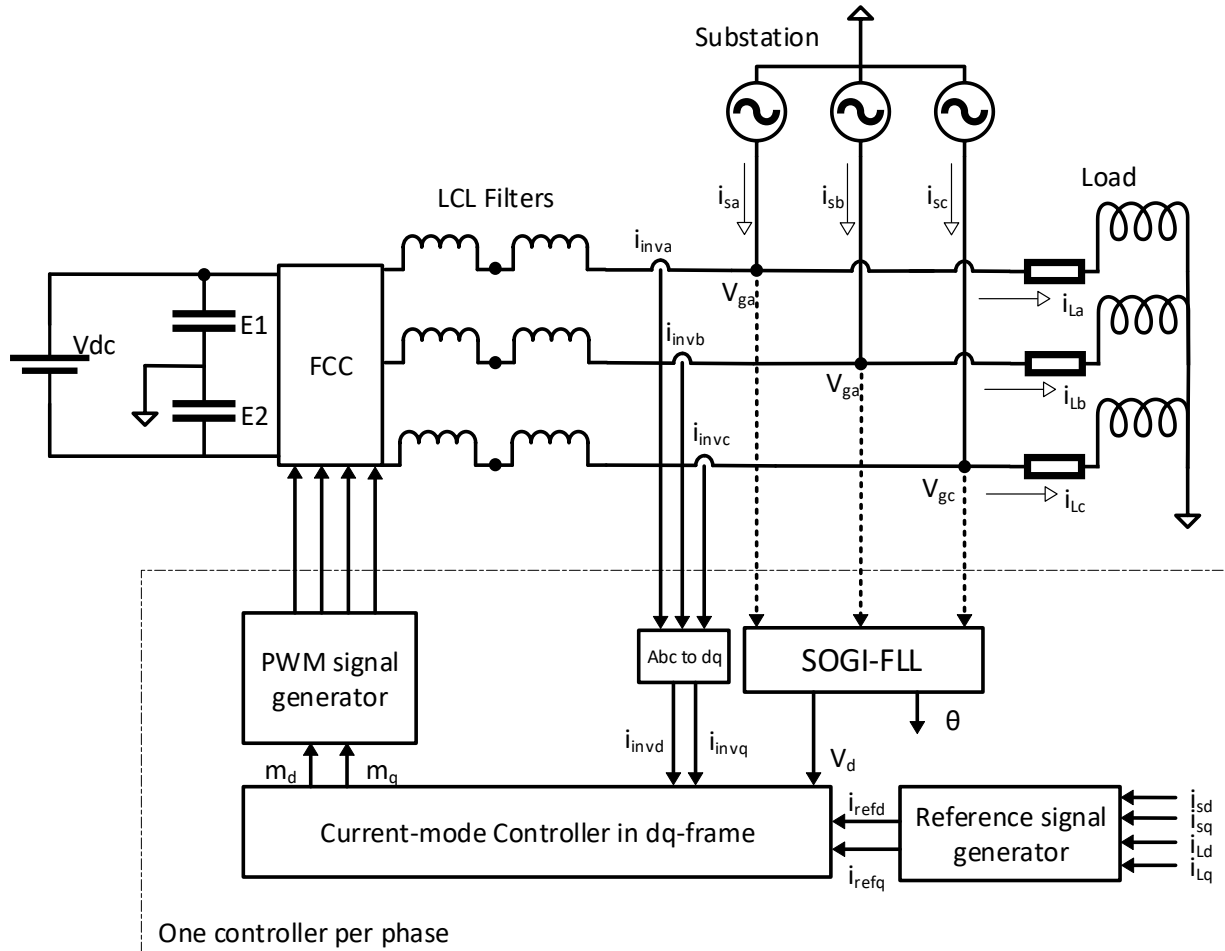 Substation
i_sa
i_sb
i_sc
Load
LCL Filters
i_inva
V_ga
i_La
E1
Vdc
FCC
i_invb
V_ga
i_Lb
E2
i_invc
V_gc
i_Lc
PWM signal
generator
Abc to dq
SOGI-FLL
θ
i_invd
i_invq
V_d
m_d
m_q
Current-mode Controller in dq-frame
i_refd
i_refq
Reference signal
generator
i_sd
i_sq
i_Ld
i_Lq
One controller per phase